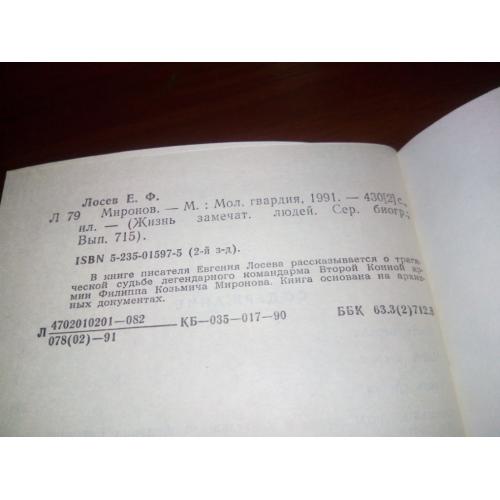 Лосев Е. Ф.
Л 79 Миронов. — М. : Мол. гвардия, 1991. — 430[2] с.,
ил. — (Жизнь замечат. людей. Сер. биогр.;
Вып. 715).
ISBN 5-235-01597-5 (2-й з-д).
В книге писателя Евгения Лосева рассказывается о траги-
ческой судьбе легендарного командарма Второй Конной ар-
мии Филиппа Козьмича Миронова. Книга основана на архив-
ных документах.
Л 4702010201—082 КБ—035—017—90 ББК 63.3(2)712.8
078(02)—91